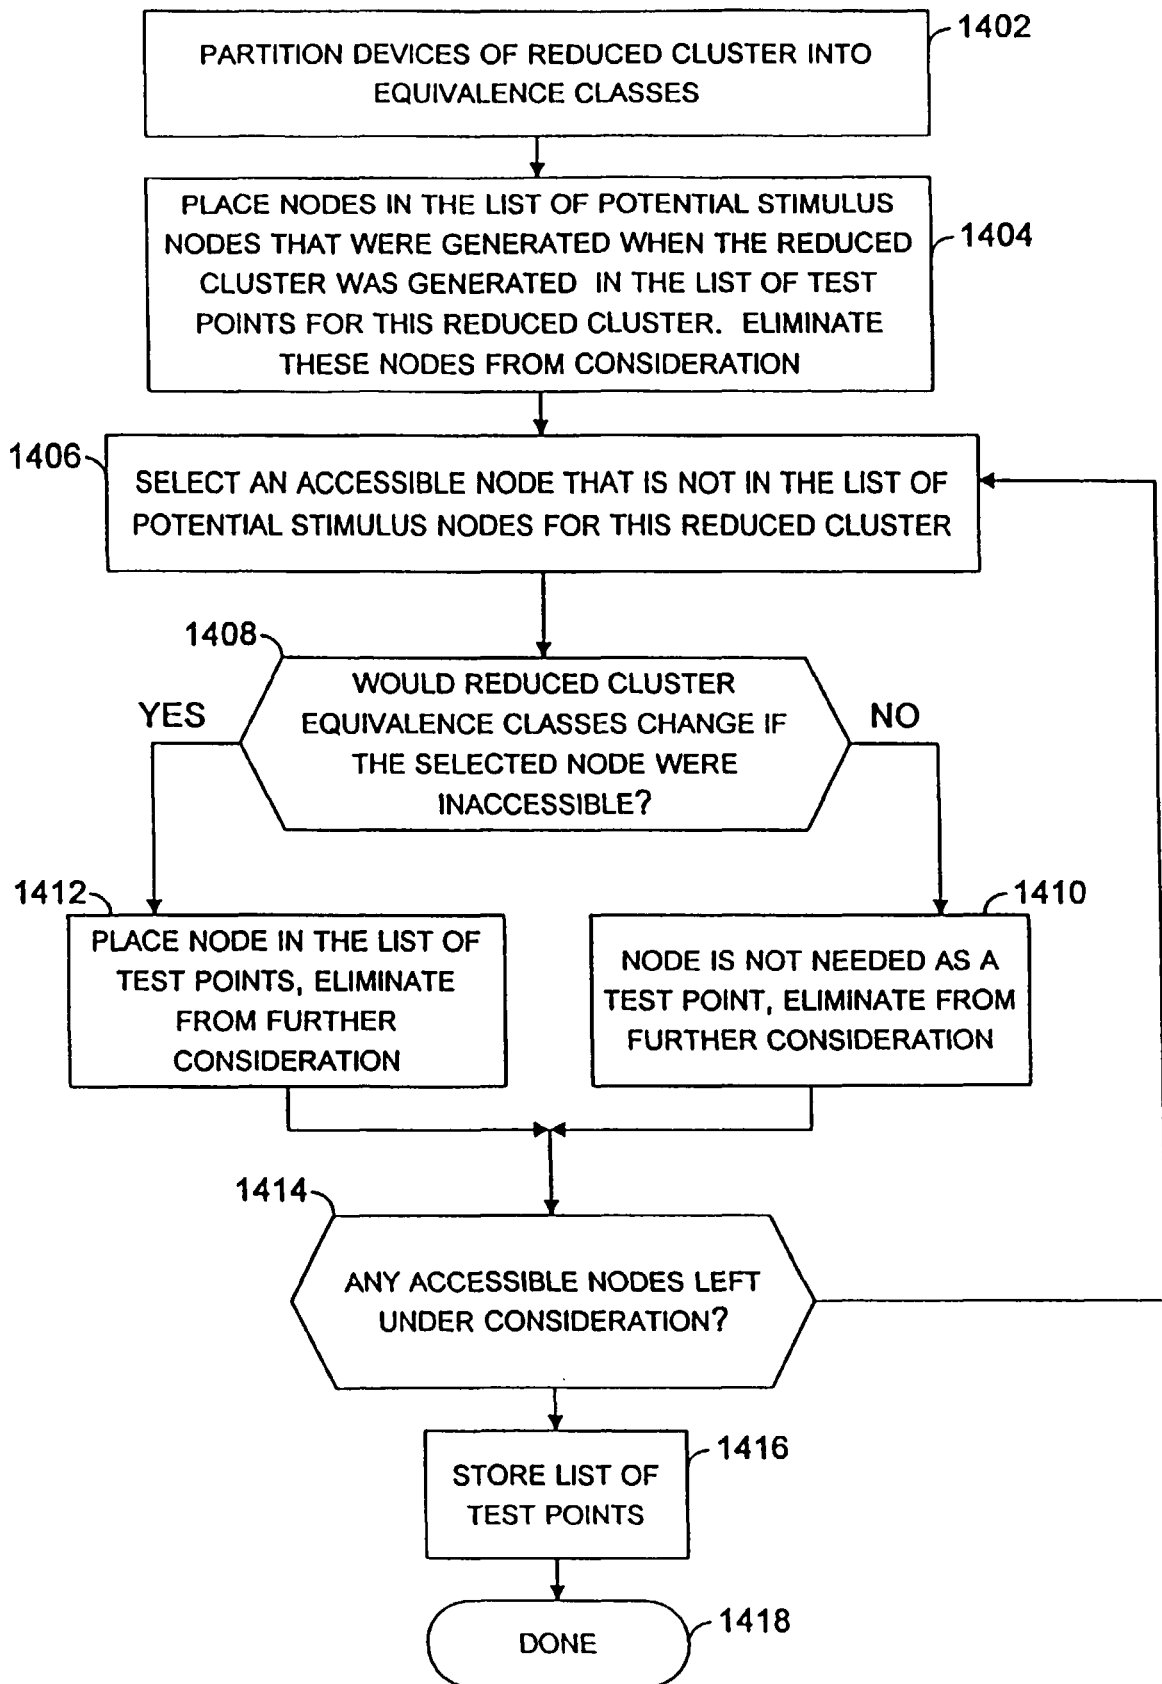 1402
PARTITION DEVICES OF REDUCED CLUSTER INTO
EQUIVALENCE CLASSES
PLACE NODES IN THE LIST OF POTENTIAL STIMULUS
NODES THAT WERE GENERATED WHEN THE REDUCED
CLUSTER WAS GENERATED IN THE LIST OF TEST
POINTS FOR THIS REDUCED CLUSTER. ELIMINATE
THESE NODES FROM CONSIDERATION
1404
1406
SELECT AN ACCESSIBLE NODE THAT IS NOT IN THE LIST OF
POTENTIAL STIMULUS NODES FOR THIS REDUCED CLUSTER
1408
WOULD REDUCED CLUSTER
EQUIVALENCE CLASSES CHANGE IF
THE SELECTED NODE WERE
INACCESSIBLE?
YES
NO
1412
PLACE NODE IN THE LIST OF
TEST POINTS, ELIMINATE
FROM FURTHER
CONSIDERATION
1410
NODE IS NOT NEEDED AS A
TEST POINT, ELIMINATE FROM
FURTHER CONSIDERATION
1414
ANY ACCESSIBLE NODES LEFT
UNDER CONSIDERATION?
1416
STORE LIST OF
TEST POINTS
DONE
1418